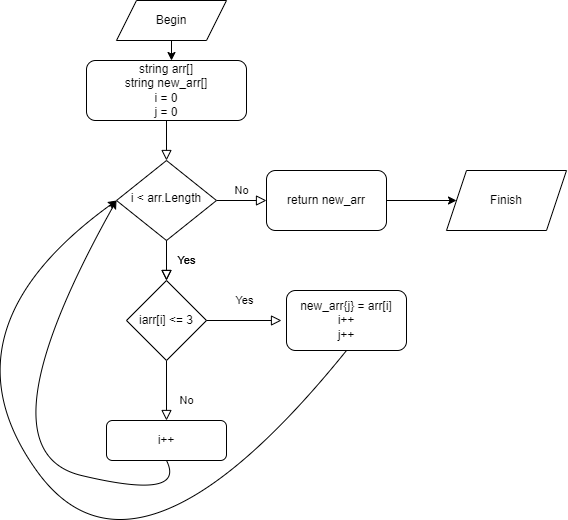 Begin
string arr[]
string new_arr[]
i = 0
j = 0
i < arr.Length
No
return new_arr
Finish
Yes
iarr[i] <= 3
Yes
new_arr{j} = arr[i]
i++
j++
No
i++